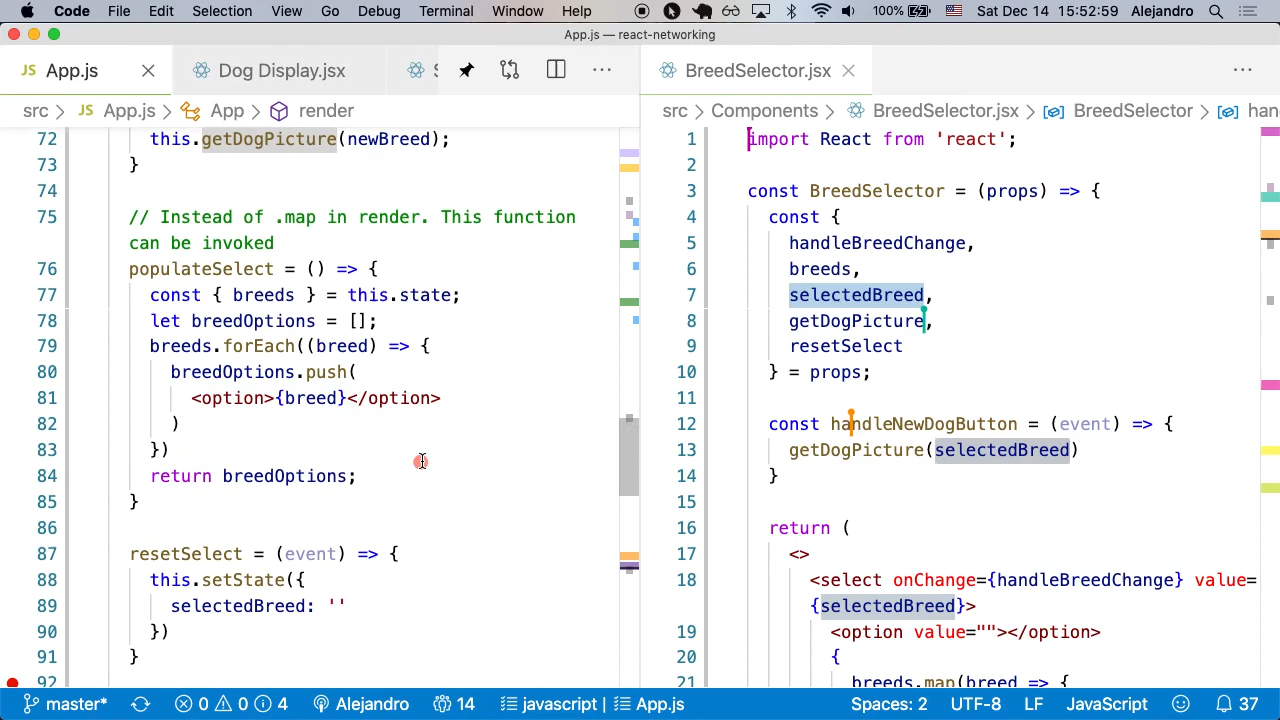 Code File Edit Selection View Go Debug Terminal Window Help 100% Sat Dec 14 15:52:59 Alejandro
App.js — react-networking
JS App.js Dog Display.jsx
BreedSelector.jsx
src > JS App.js > App > render
src > Components > BreedSelector.jsx > BreedSelector > han
72 this.getDogPicture(newBreed);
73 }
74
75 // Instead of .map in render. This function
can be invoked
76 populateSelect = () => {
77 const { breeds } = this.state;
78 let breedOptions = [];
79 breeds.forEach((breed) => {
80 breedOptions.push(
81 <option>{breed}</option>
82 )
83 })
84 return breedOptions;
85 }
86
87 resetSelect = (event) => {
88 this.setState({
89 selectedBreed: ''
90 })
91 }
92
1 import React from 'react';
2
3 const BreedSelector = (props) => {
4 const {
5 handleBreedChange,
6 breeds,
7 selectedBreed,
8 getDogPicture,
9 resetSelect
10 } = props;
11
12 const handleNewDogButton = (event) => {
13 getDogPicture(selectedBreed)
14 }
15
16 return (
17 <>
18 <select onChange={handleBreedChange} value=
{selectedBreed}>
19 <option value=""></option>
20 {
21 breeds.map(breed => {
master* 0 0 4 Alejandro 14 javascript | App.js Spaces: 2 UTF-8 LF JavaScript 37